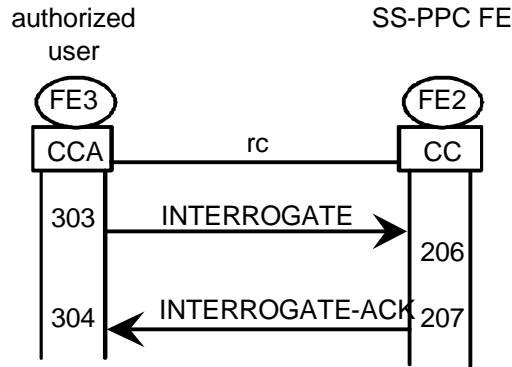 authorized
user
SS-PPC FE
FE3
FE2
CCA
rc
CC
303
INTERROGATE
206
304
INTERROGATE-ACK
207